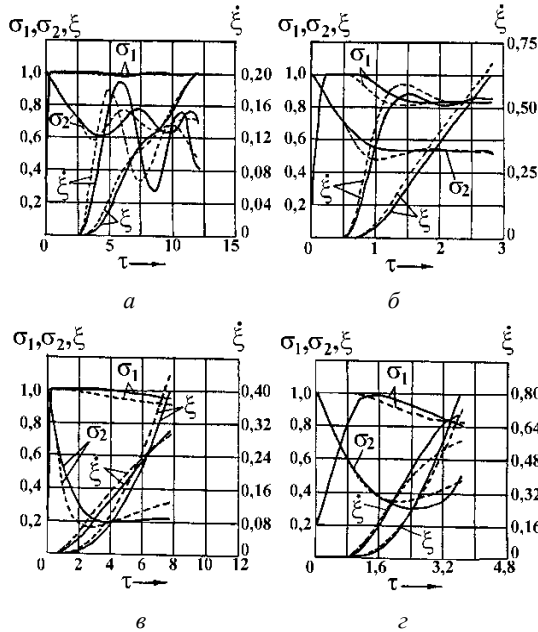 σ₁,σ₂,ξ ξ̇
1,0 0,20
0,8 0,16
0,6 0,12
0,4 0,08
0,2 0,04
0
0 5 10 15
τ
σ₁
σ₂
ξ̇
ξ
а
σ₁,σ₂,ξ ξ̇
0,75
1,0
0,8
0,50
0,6
0,4
0,25
0,2
0
0 1 2 3
τ
σ₁
σ₂
ξ̇
ξ
б
σ₁,σ₂,ξ ξ̇
1,0 0,40
0,32
0,8
0,6 0,24
0,4 0,16
0,2 0,08
0
0 2 4 6 8 10 12
τ
σ₁
ξ
σ₂
ξ̇
в
σ₁,σ₂,ξ ξ̇
1,0 0,80
0,8 0,64
0,6 0,48
0,4 0,32
0,2 0,16
0
0 1,6 3,2 4,8
τ
σ₁
σ₂
ξ̇
ξ
г